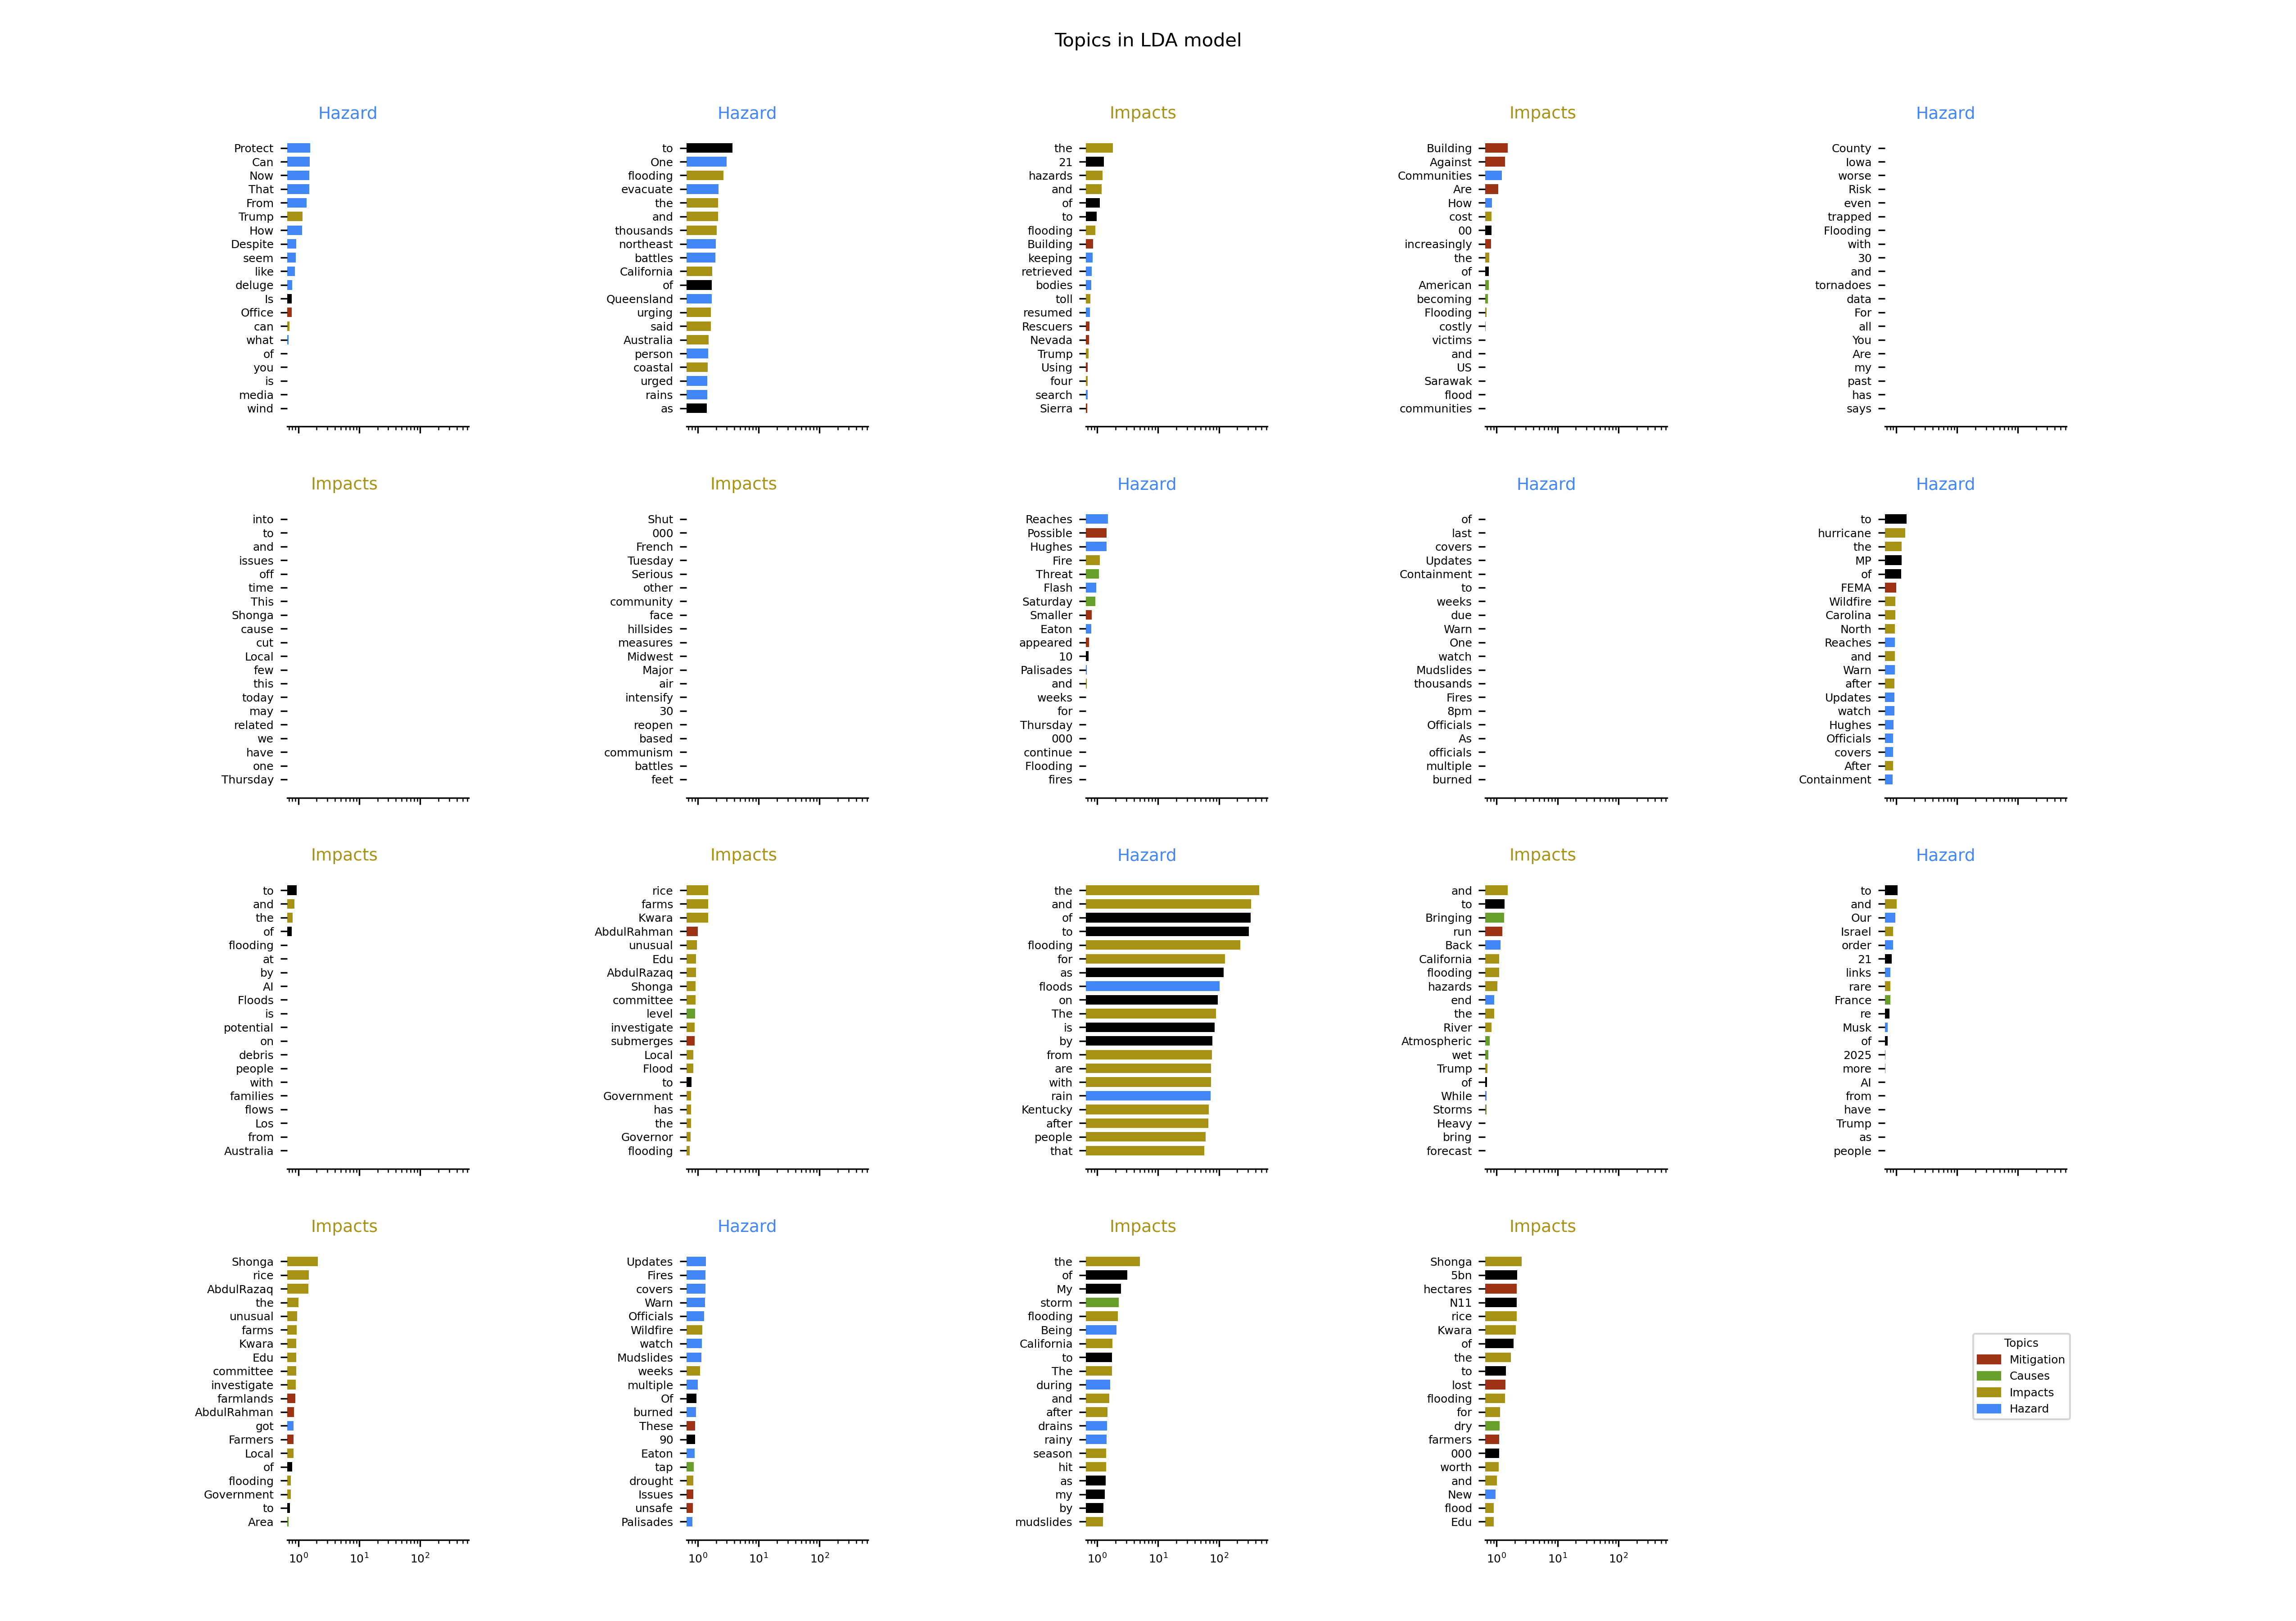 Topics in LDA model
Hazard
Protect
Can
Now
That
From
Trump
How
Despite
seem
like
deluge
Is
Office
can
what
of
you
is
media
wind
Hazard
to
One
flooding
evacuate
the
and
thousands
northeast
battles
California
of
Queensland
urging
said
Australia
person
coastal
urged
rains
as
Impacts
the
21
hazards
and
of
to
flooding
Building
keeping
retrieved
bodies
toll
resumed
Rescuers
Nevada
Trump
Using
four
search
Sierra
Impacts
Building
Against
Communities
Are
How
cost
00
increasingly
the
of
American
becoming
Flooding
costly
victims
and
US
Sarawak
flood
communities
Hazard
County
Iowa
worse
Risk
even
trapped
Flooding
with
30
and
tornadoes
data
For
all
You
Are
my
past
has
says
Impacts
into
to
and
issues
off
time
This
Shonga
cause
cut
Local
few
this
today
may
related
we
have
one
Thursday
Impacts
Shut
000
French
Tuesday
Serious
other
community
face
hillsides
measures
Midwest
Major
air
intensify
30
reopen
based
communism
battles
feet
Hazard
Reaches
Possible
Hughes
Fire
Threat
Flash
Saturday
Smaller
Eaton
appeared
10
Palisades
and
weeks
for
Thursday
000
continue
Flooding
fires
Hazard
of
last
covers
Updates
Containment
to
weeks
due
Warn
One
watch
Mudslides
thousands
Fires
8pm
Officials
As
officials
multiple
burned
Hazard
to
hurricane
the
MP
of
FEMA
Wildfire
Carolina
North
Reaches
and
Warn
after
Updates
watch
Hughes
Officials
covers
After
Containment
Impacts
to
and
the
of
flooding
at
by
AI
Floods
is
potential
on
debris
people
with
families
flows
Los
from
Australia
Impacts
rice
farms
Kwara
AbdulRahman
unusual
Edu
AbdulRazaq
Shonga
committee
level
investigate
submerges
Local
Flood
to
Government
has
the
Governor
flooding
Hazard
the
and
of
to
flooding
for
as
floods
on
The
is
by
from
are
with
rain
Kentucky
after
people
that
Impacts
and
to
Bringing
run
Back
California
flooding
hazards
end
the
River
Atmospheric
wet
Trump
of
While
Storms
Heavy
bring
forecast
Hazard
to
and
Our
Israel
order
21
links
rare
France
re
Musk
of
2025
more
AI
from
have
Trump
as
people
Impacts
Shonga
rice
AbdulRazaq
the
unusual
farms
Kwara
Edu
committee
investigate
farmlands
AbdulRahman
got
Farmers
Local
of
flooding
Government
to
Area
10⁰ 10¹ 10²
Hazard
Updates
Fires
covers
Warn
Officials
Wildfire
watch
Mudslides
weeks
multiple
Of
burned
These
90
Eaton
tap
drought
Issues
unsafe
Palisades
10⁰ 10¹ 10²
Impacts
the
of
My
storm
flooding
Being
California
to
The
during
and
after
drains
rainy
season
hit
as
my
by
mudslides
10⁰ 10¹ 10²
Impacts
Shonga
5bn
hectares
N11
rice
Kwara
of
the
to
lost
flooding
for
dry
farmers
000
worth
and
New
flood
Edu
10⁰ 10¹ 10²
Topics
Mitigation
Causes
Impacts
Hazard